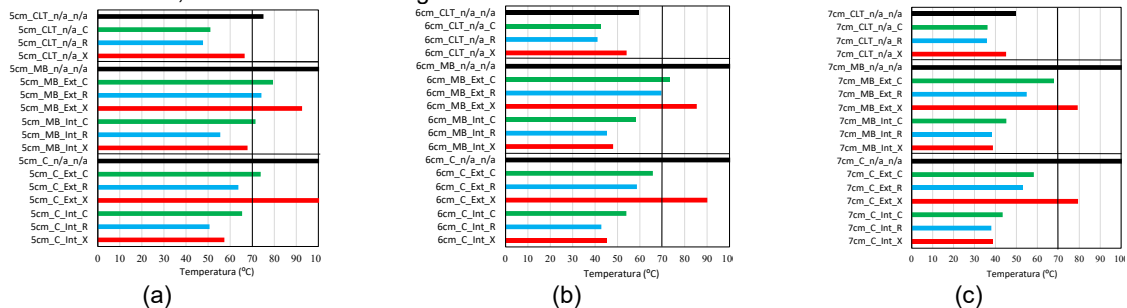 5cm_CLT_n/a_n/a
5cm_CLT_n/a_C
5cm_CLT_n/a_R
5cm_CLT_n/a_X
5cm_MB_n/a_n/a
5cm_MB_Ext_C
5cm_MB_Ext_R
5cm_MB_Ext_X
5cm_MB_Int_C
5cm_MB_Int_R
5cm_MB_Int_X
5cm_C_n/a_n/a
5cm_C_Ext_C
5cm_C_Ext_R
5cm_C_Ext_X
5cm_C_Int_C
5cm_C_Int_R
5cm_C_Int_X
0 10 20 30 40 50 60 70 80 90 100
Temperatura (°C)
(a)
6cm_CLT_n/a_n/a
6cm_CLT_n/a_C
6cm_CLT_n/a_R
6cm_CLT_n/a_X
6cm_MB_n/a_n/a
6cm_MB_Ext_C
6cm_MB_Ext_R
6cm_MB_Ext_X
6cm_MB_Int_C
6cm_MB_Int_R
6cm_MB_Int_X
6cm_C_n/a_n/a
6cm_C_Ext_C
6cm_C_Ext_R
6cm_C_Ext_X
6cm_C_Int_C
6cm_C_Int_R
6cm_C_Int_X
0 10 20 30 40 50 60 70 80 90 100
Temperatura (°C)
(b)
7cm_CLT_n/a_n/a
7cm_CLT_n/a_C
7cm_CLT_n/a_R
7cm_CLT_n/a_X
7cm_MB_n/a_n/a
7cm_MB_Ext_C
7cm_MB_Ext_R
7cm_MB_Ext_X
7cm_MB_Int_C
7cm_MB_Int_R
7cm_MB_Int_X
7cm_C_n/a_n/a
7cm_C_Ext_C
7cm_C_Ext_R
7cm_C_Ext_X
7cm_C_Int_C
7cm_C_Int_R
7cm_C_Int_X
0 10 20 30 40 50 60 70 80 90 100
Temperatura (°C)
(c)